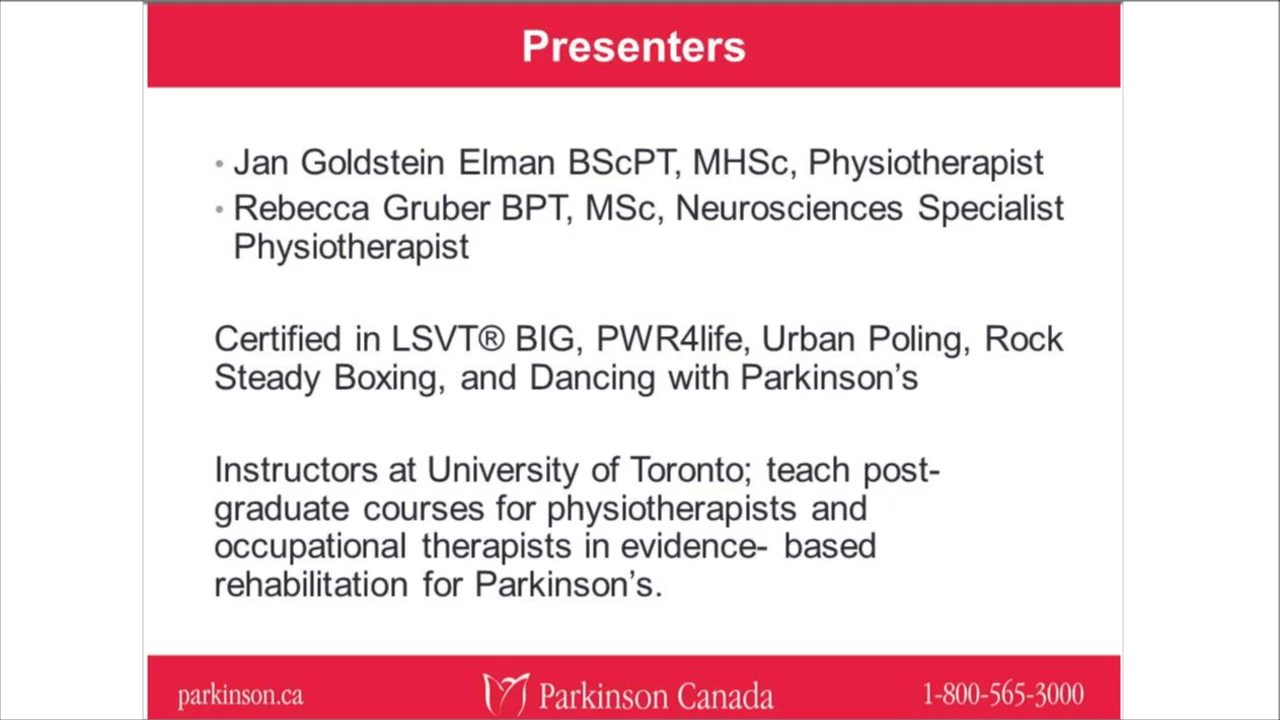 Presenters
• Jan Goldstein Elman BScPT, MHSc, Physiotherapist
• Rebecca Gruber BPT, MSc, Neurosciences Specialist
Physiotherapist
Certified in LSVT® BIG, PWR4life, Urban Poling, Rock
Steady Boxing, and Dancing with Parkinson’s
Instructors at University of Toronto; teach post-
graduate courses for physiotherapists and
occupational therapists in evidence- based
rehabilitation for Parkinson’s.
parkinson.ca Parkinson Canada 1-800-565-3000